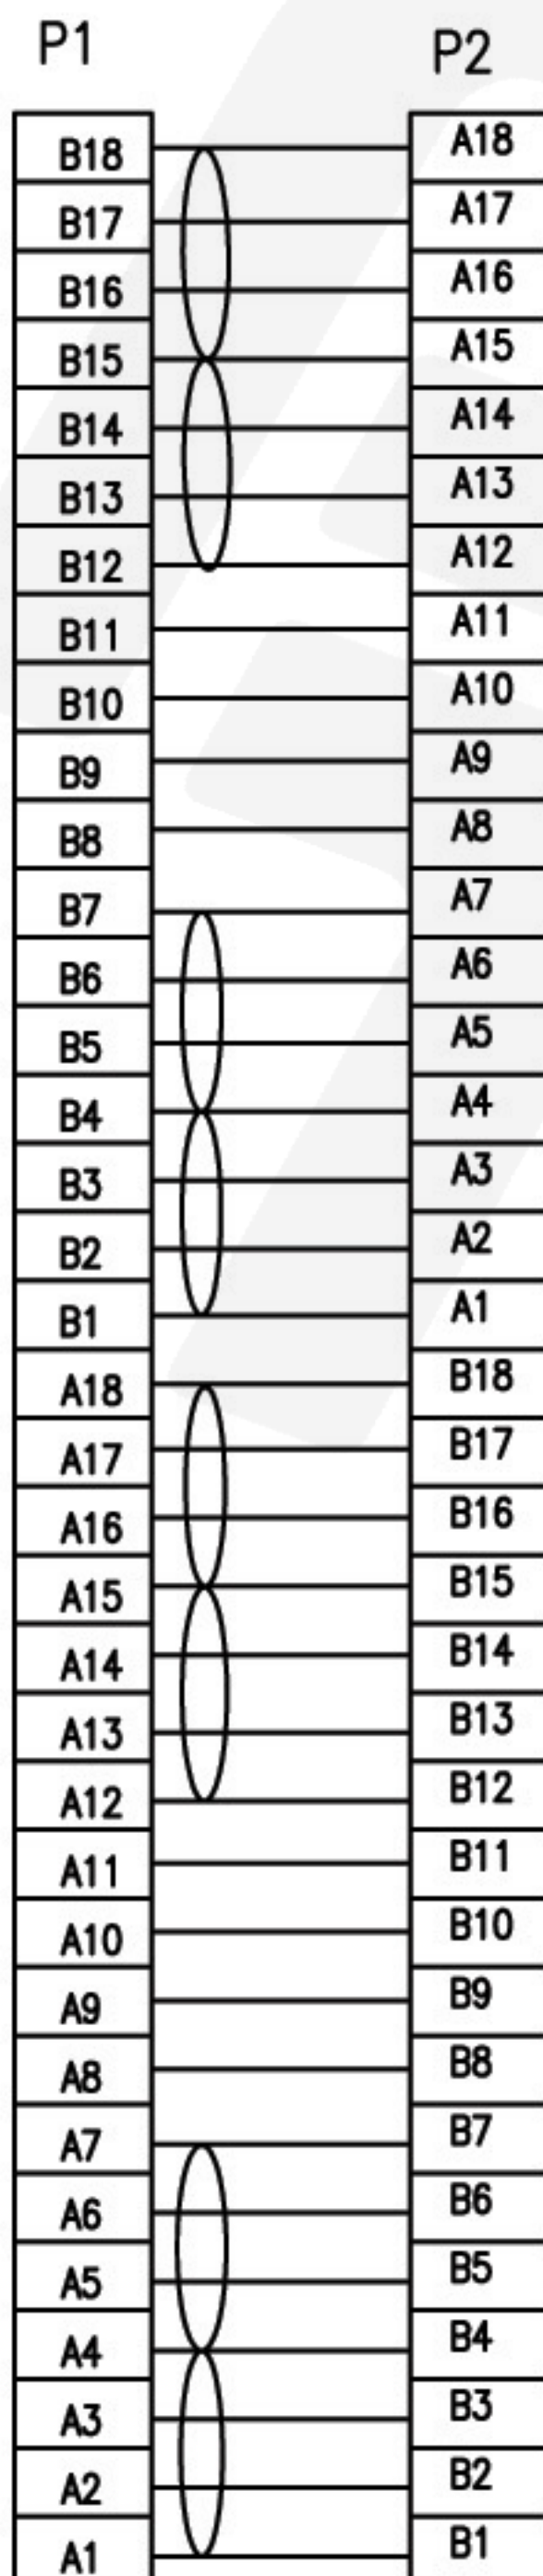 P1 P2
B18 A18
B17 A17
B16 A16
B15 A15
B14 A14
B13 A13
B12 A12
B11 A11
B10 A10
B9 A9
B8 A8
B7 A7
B6 A6
B5 A5
B4 A4
B3 A3
B2 A2
B1 A1
A18 B18
A17 B17
A16 B16
A15 B15
A14 B14
A13 B13
A12 B12
A11 B11
A10 B10
A9 B9
A8 B8
A7 B7
A6 B6
A5 B5
A4 B4
A3 B3
A2 B2
A1 B1